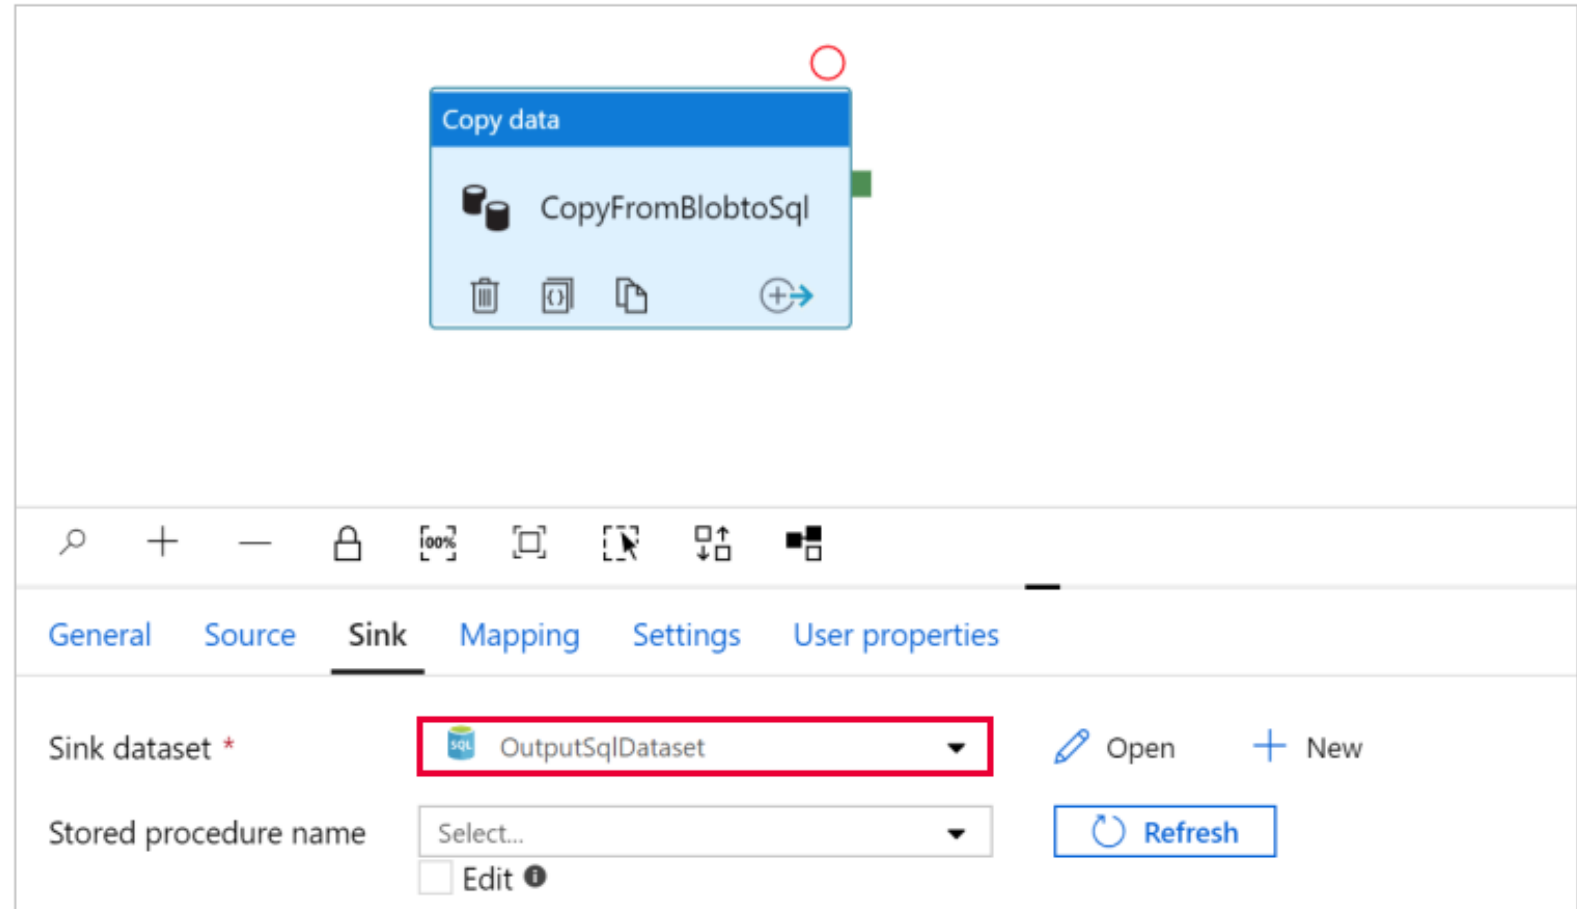 Copy data
CopyFromBlobtoSql
100%
General Source Sink Mapping Settings User properties
Sink dataset * SQL OutputSqlDataset Open New
Stored procedure name Select... Refresh
Edit